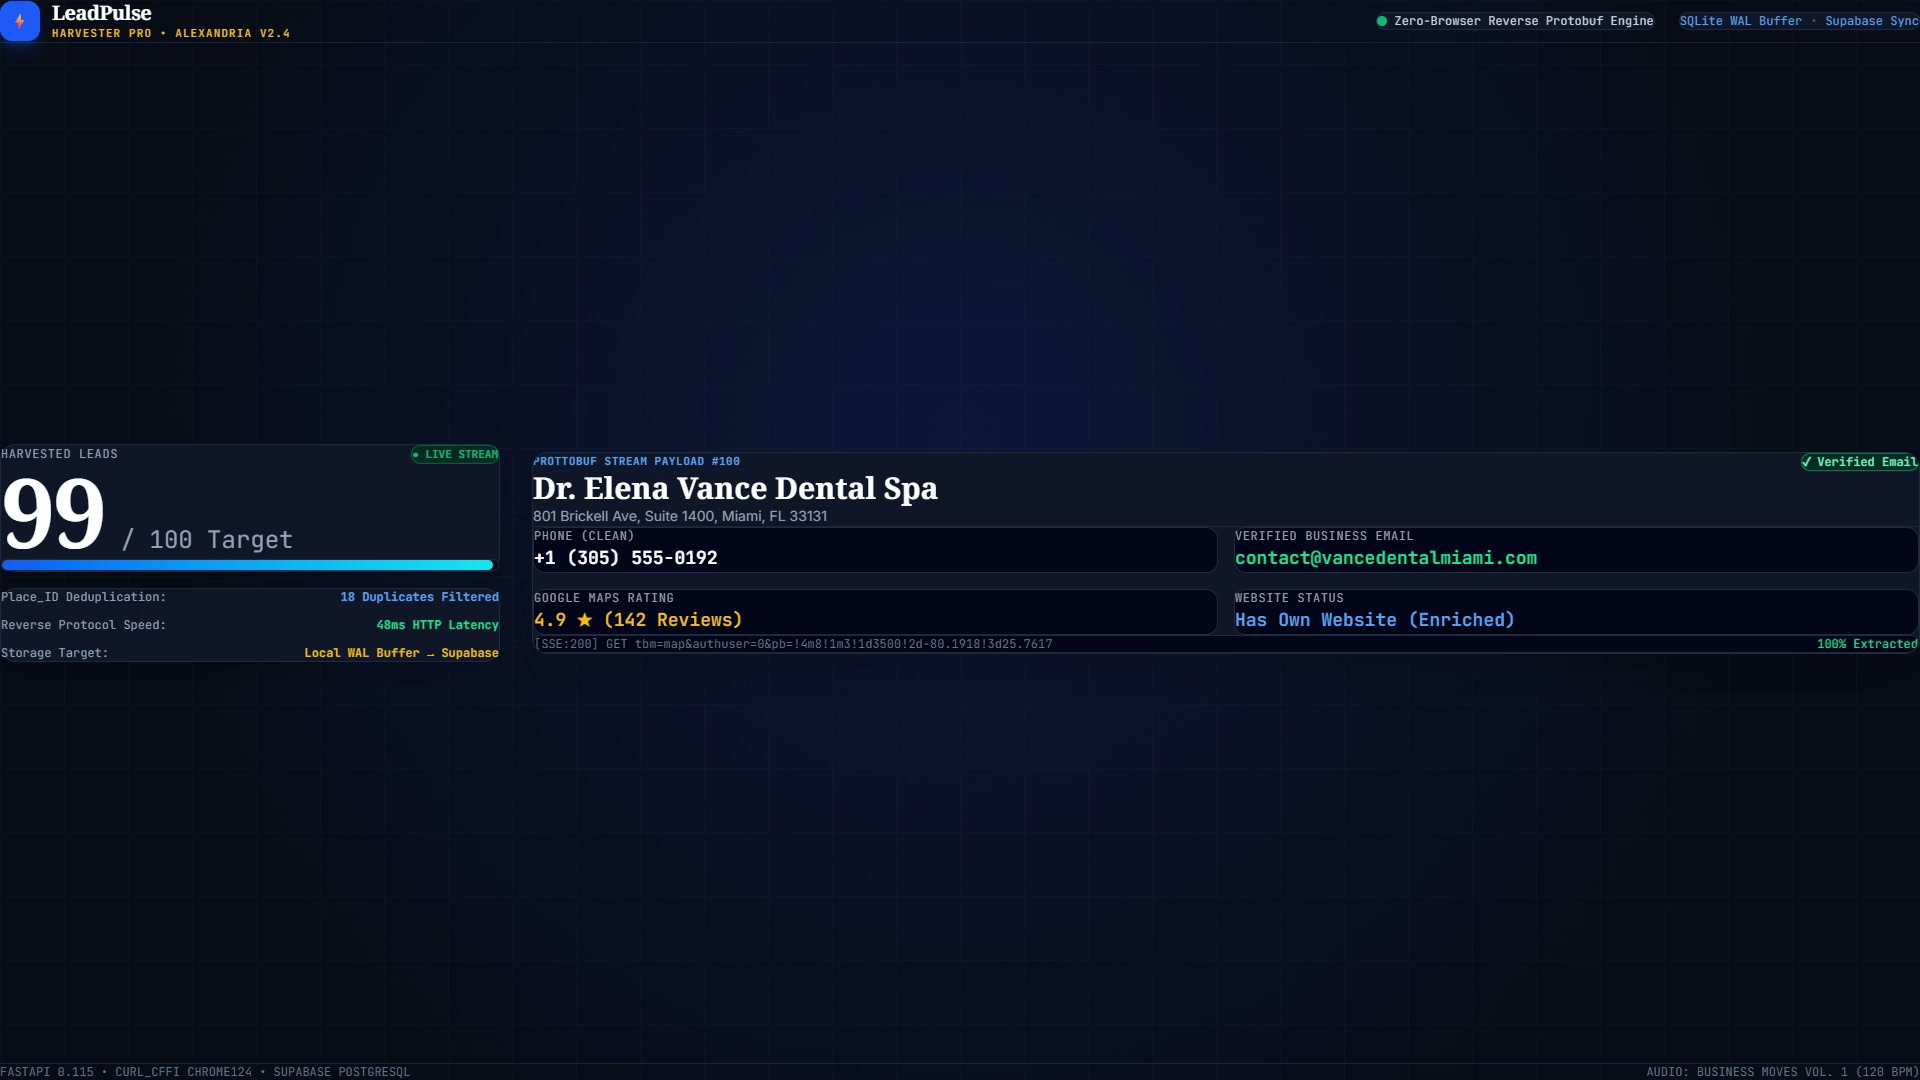 LeadPulse
HARVESTER PRO • ALEXANDRIA V2.4
Zero-Browser Reverse Protobuf Engine
SQLite WAL Buffer • Supabase Sync
HARVESTED LEADS
LIVE STREAM
99 / 100 Target
Place_ID Deduplication: 18 Duplicates Filtered
Reverse Protocol Speed: 48ms HTTP Latency
Storage Target: Local WAL Buffer → Supabase
PROTTOBUF STREAM PAYLOAD #100
✓ Verified Email
Dr. Elena Vance Dental Spa
801 Brickell Ave, Suite 1400, Miami, FL 33131
PHONE (CLEAN)
+1 (305) 555-0192
VERIFIED BUSINESS EMAIL
contact@vancedentalmiami.com
GOOGLE MAPS RATING
4.9 ★ (142 Reviews)
WEBSITE STATUS
Has Own Website (Enriched)
[SSE:200] GET tbm=map&authuser=0&pb=!4m8!1m3!1d3500!2d-80.1918!3d25.7617
100% Extracted
FASTAPI 0.115 • CURL_CFFI CHROME124 • SUPABASE POSTGRESQL
AUDIO: BUSINESS MOVES VOL. 1 (120 BPM)